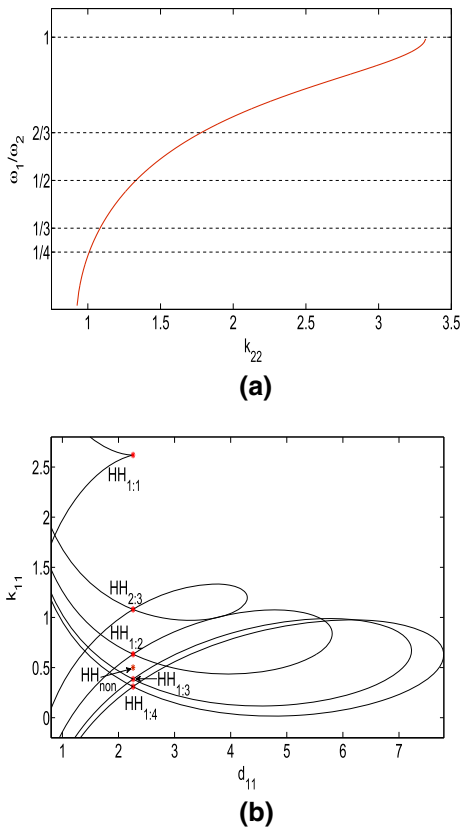 1
2/3
1/2
1/3
1/4
ω₁/ω₂
1 1.5 2 2.5 3 3.5
k₂₂
(a)
2.5
2
1.5
1
0.5
0
k₁₁
HH₁:₁
HH₂:₃
HH₁:₂
HHₙₒₙ
HH₁:₃
HH₁:₄
1 2 3 4 5 6 7
d₁₁
(b)